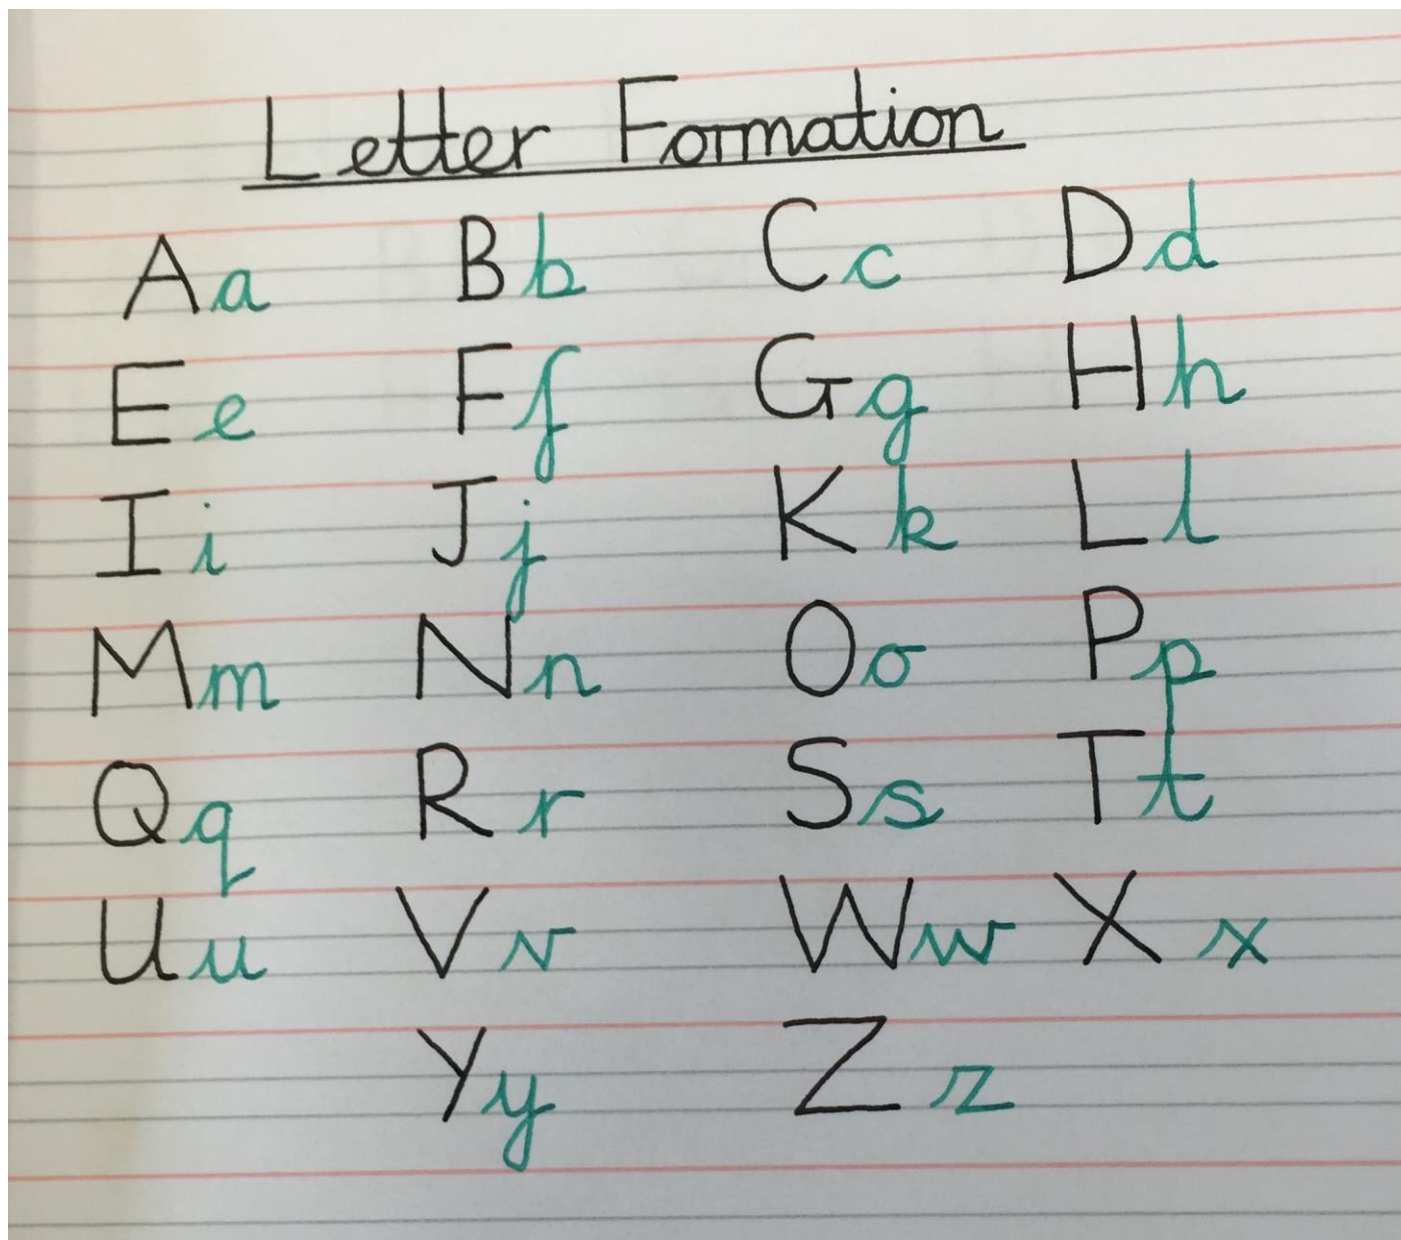 Letter Formation
Aa Bb Cc Dd
Ee Ff Gg Hh
Ii Jj Kk Ll
Mm Nn Oo Pp
Qq Rr Ss Tt
Uu Vv Ww Xx
Yy Zz